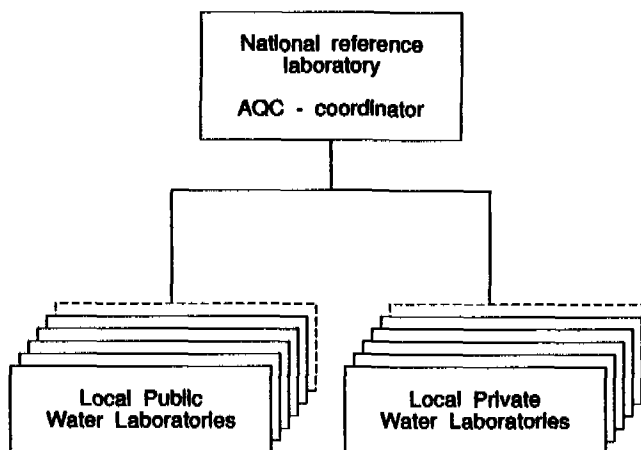 National reference
laboratory
AQC - coordinator
Local Public
Water Laboratories
Local Private
Water Laboratories